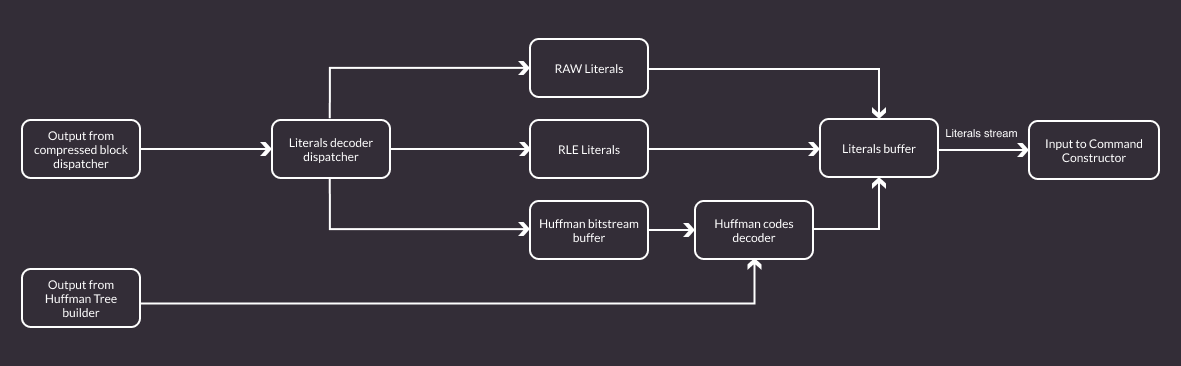 RAW Literals
Output from
compressed block
dispatcher
Literals decoder
dispatcher
RLE Literals
Literals buffer
Literals stream
Input to Command
Constructor
Huffman bitstream
buffer
Huffman codes
decoder
Output from
Huffman Tree
builder